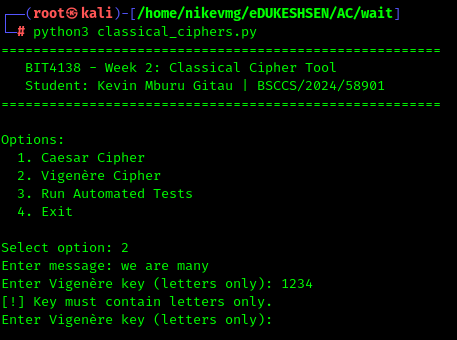 ┌──(root㉿kali)-[/home/nikevmg/eDUKESHSEN/AC/wait]
└─# python3 classical_ciphers.py
=======================================================
   BIT4138 - Week 2: Classical Cipher Tool
   Student: Kevin Mburu Gitau | BSCCS/2024/58901
=======================================================
Options:
  1. Caesar Cipher
  2. Vigenère Cipher
  3. Run Automated Tests
  4. Exit
Select option: 2
Enter message: we are many
Enter Vigenère key (letters only): 1234
[!] Key must contain letters only.
Enter Vigenère key (letters only):